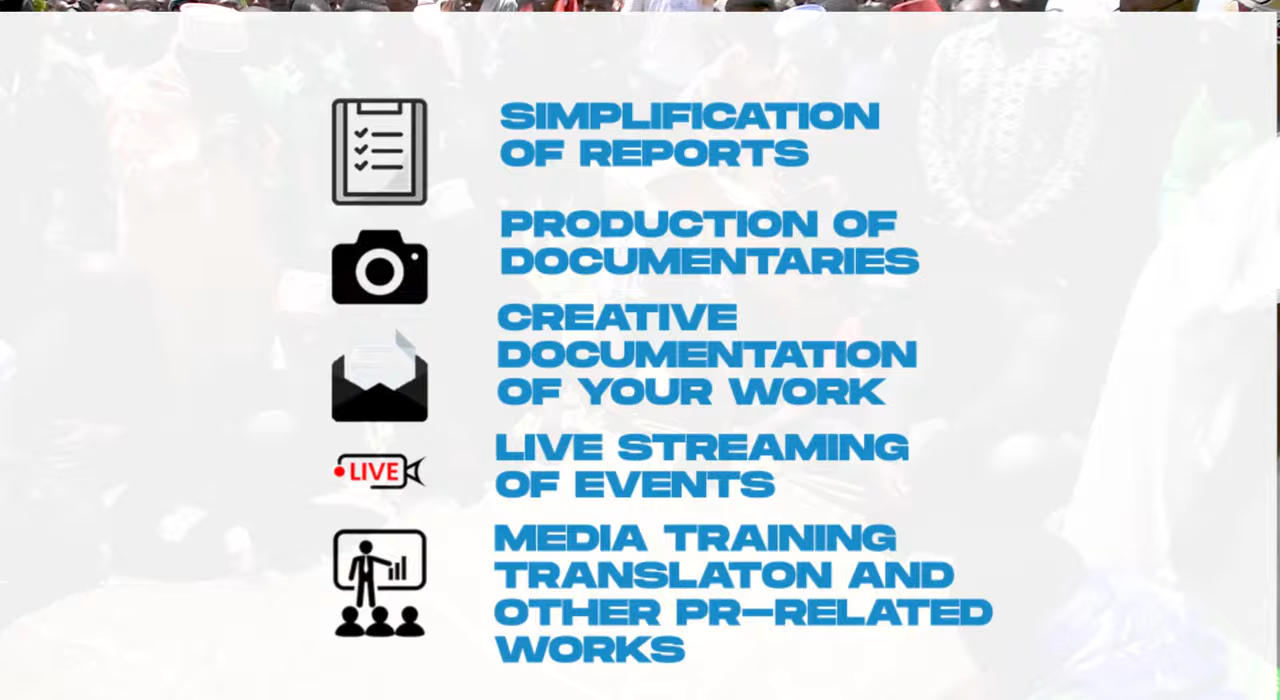 SIMPLIFICATION
OF REPORTS
PRODUCTION OF
DOCUMENTARIES
CREATIVE
DOCUMENTATION
OF YOUR WORK
LIVE
LIVE STREAMING
OF EVENTS
MEDIA TRAINING
TRANSLATON AND
OTHER PR-RELATED
WORKS